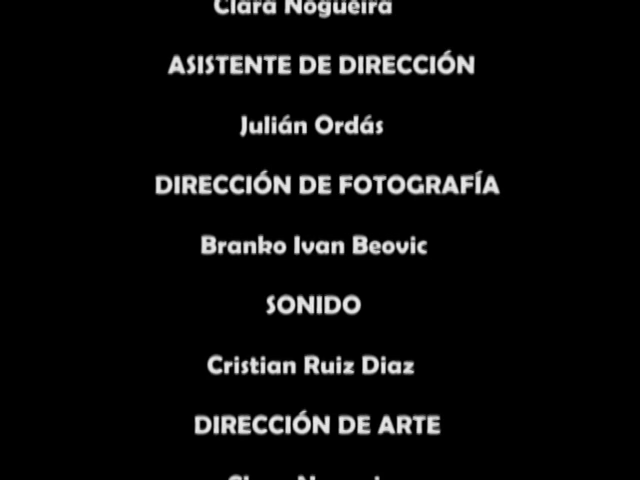 Clara Nogueira
ASISTENTE DE DIRECCIÓN
Julián Ordás
DIRECCIÓN DE FOTOGRAFÍA
Branko Ivan Beovic
SONIDO
Cristian Ruiz Diaz
DIRECCIÓN DE ARTE